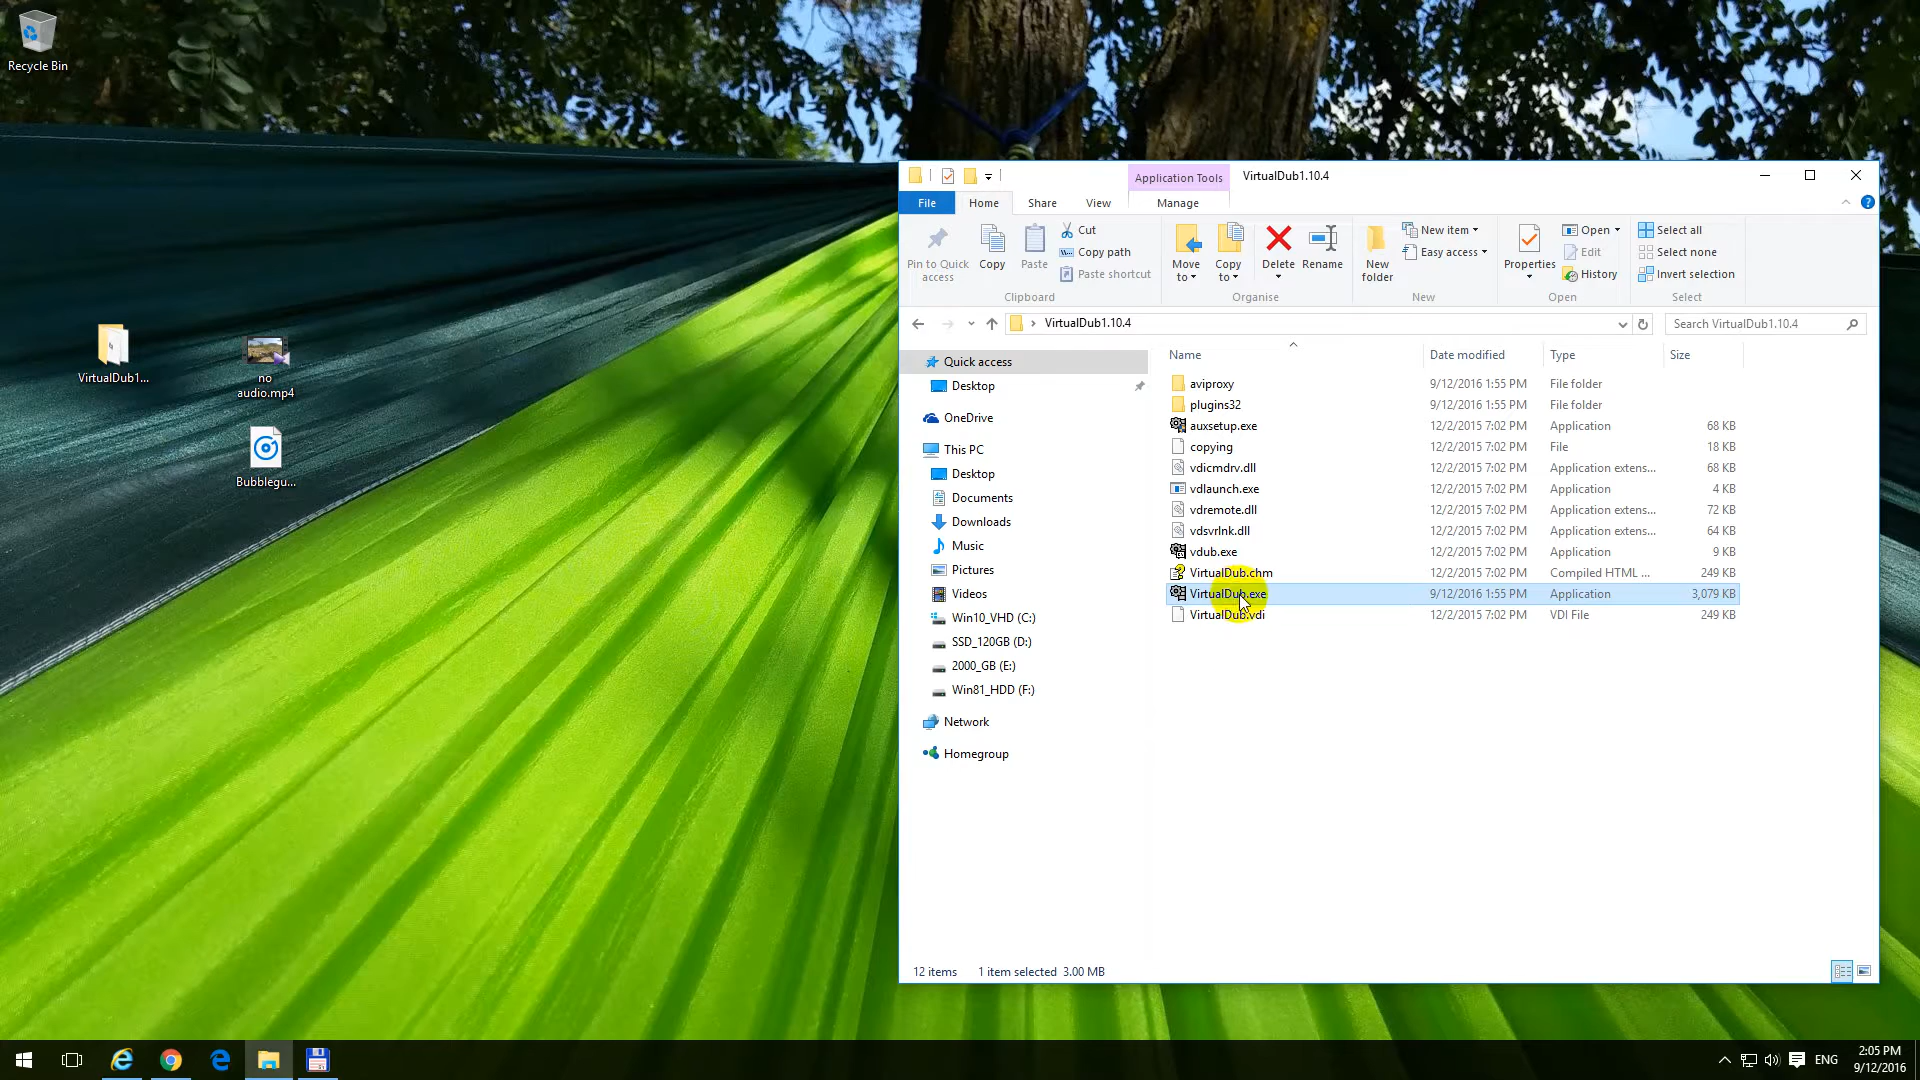 Recycle Bin
VirtualDub1...
no
audio.mp4
Bubblegu...
Application Tools
VirtualDub1.10.4
File
Home
Share
View
Manage
Pin to Quick
access
Copy
Paste
Cut
Copy path
Paste shortcut
Clipboard
Move
to
Copy
to
Delete
Rename
Organise
New
folder
New item
Easy access
New
Properties
Open
Edit
History
Open
Select all
Select none
Invert selection
Select
VirtualDub1.10.4
Search VirtualDub1.10.4
Quick access
Desktop
OneDrive
This PC
Desktop
Documents
Downloads
Music
Pictures
Videos
Win10_VHD (C:)
SSD_120GB (D:)
2000_GB (E:)
Win81_HDD (F:)
Network
Homegroup
Name Date modified Type Size
aviproxy 9/12/2016 1:55 PM File folder
plugins32 9/12/2016 1:55 PM File folder
auxsetup.exe 12/2/2015 7:02 PM Application 68 KB
copying 12/2/2015 7:02 PM File 18 KB
vdicmdrv.dll 12/2/2015 7:02 PM Application extens... 68 KB
vdlaunch.exe 12/2/2015 7:02 PM Application 4 KB
vdremote.dll 12/2/2015 7:02 PM Application extens... 72 KB
vdsvrlnk.dll 12/2/2015 7:02 PM Application extens... 64 KB
vdub.exe 12/2/2015 7:02 PM Application 9 KB
VirtualDub.chm 12/2/2015 7:02 PM Compiled HTML ... 249 KB
VirtualDub.exe 9/12/2016 1:55 PM Application 3,079 KB
VirtualDub.vdi 12/2/2015 7:02 PM VDI File 249 KB
12 items 1 item selected 3.00 MB
ENG
2:05 PM
9/12/2016